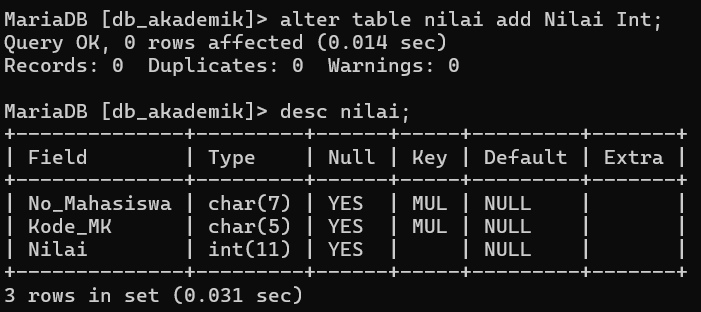 MariaDB [db_akademik]> alter table nilai add Nilai Int;
Query OK, 0 rows affected (0.014 sec)
Records: 0  Duplicates: 0  Warnings: 0

MariaDB [db_akademik]> desc nilai;
+--------------+---------+------+-----+---------+-------+
| Field        | Type    | Null | Key | Default | Extra |
+--------------+---------+------+-----+---------+-------+
| No_Mahasiswa | char(7) | YES  | MUL | NULL    |       |
| Kode_MK      | char(5) | YES  | MUL | NULL    |       |
| Nilai        | int(11) | YES  |     | NULL    |       |
+--------------+---------+------+-----+---------+-------+
3 rows in set (0.031 sec)